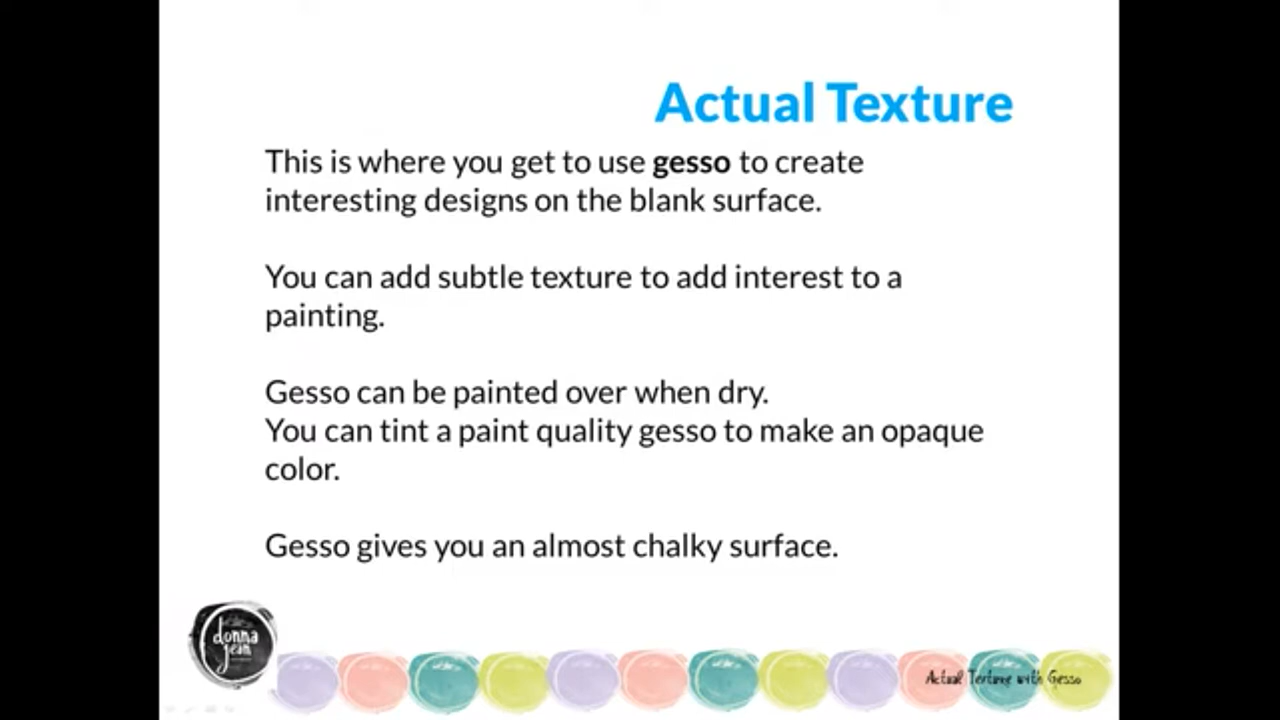 Actual Texture
This is where you get to use gesso to create
interesting designs on the blank surface.
You can add subtle texture to add interest to a
painting.
Gesso can be painted over when dry.
You can tint a paint quality gesso to make an opaque
color.
Gesso gives you an almost chalky surface.
donna
jean
Actual Texture with Gesso